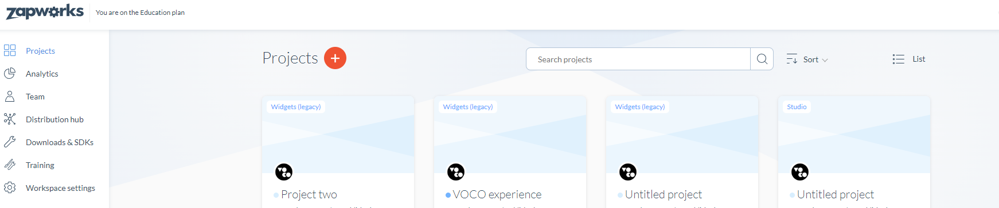 zapworks
You are on the Education plan
Projects
Analytics
Team
Distribution hub
Downloads & SDKs
Training
Workspace settings
Projects
Search projects
Sort
List
Widgets (legacy)
Project two
Widgets (legacy)
VOCO experience
Widgets (legacy)
Untitled project
Studio
Untitled project